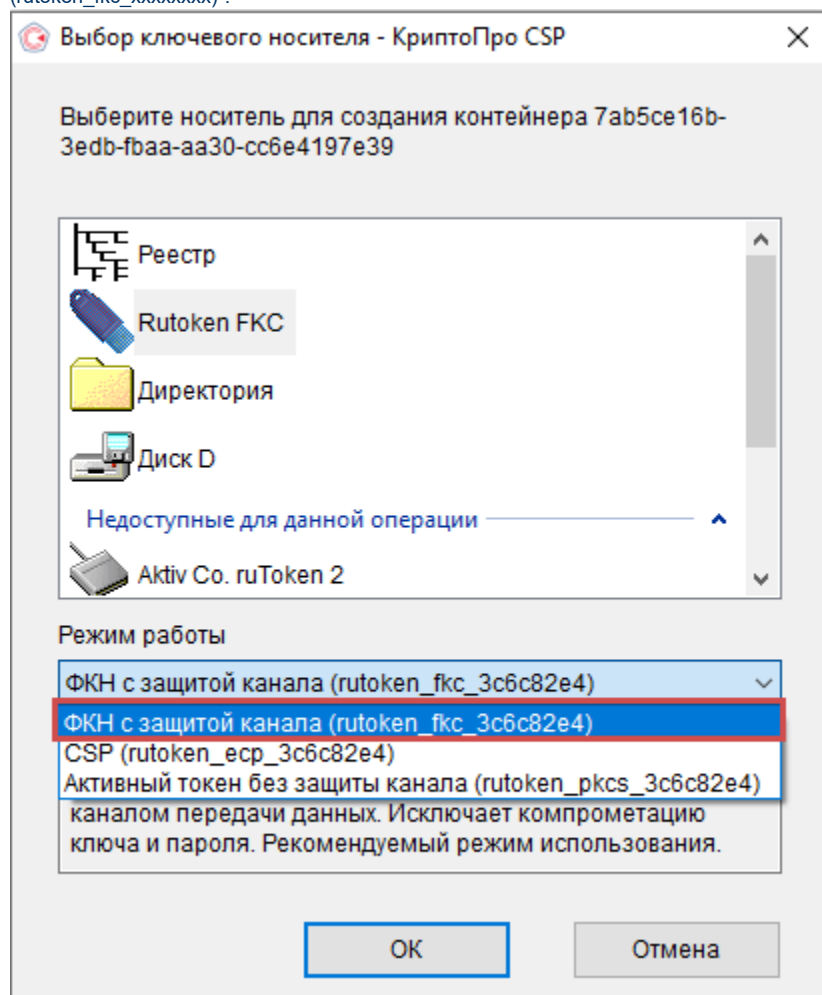 (rutoken_fkc_xxxxxxxx)".
Выбор ключевого носителя - КриптоПро CSP
Выберите носитель для создания контейнера 7ab5ce16b-
3edb-fbaa-aa30-cc6e4197e39
Реестр
Rutoken FKC
Директория
Диск D
Недоступные для данной операции
Aktiv Co. ruToken 2
Режим работы
ФКН с защитой канала (rutoken_fkc_3c6c82e4)
ФКН с защитой канала (rutoken_fkc_3c6c82e4)
CSP (rutoken_ecp_3c6c82e4)
Активный токен без защиты канала (rutoken_pkcs_3c6c82e4)
каналом передачи данных. Исключает компрометацию
ключа и пароля. Рекомендуемый режим использования.
ОК
Отмена